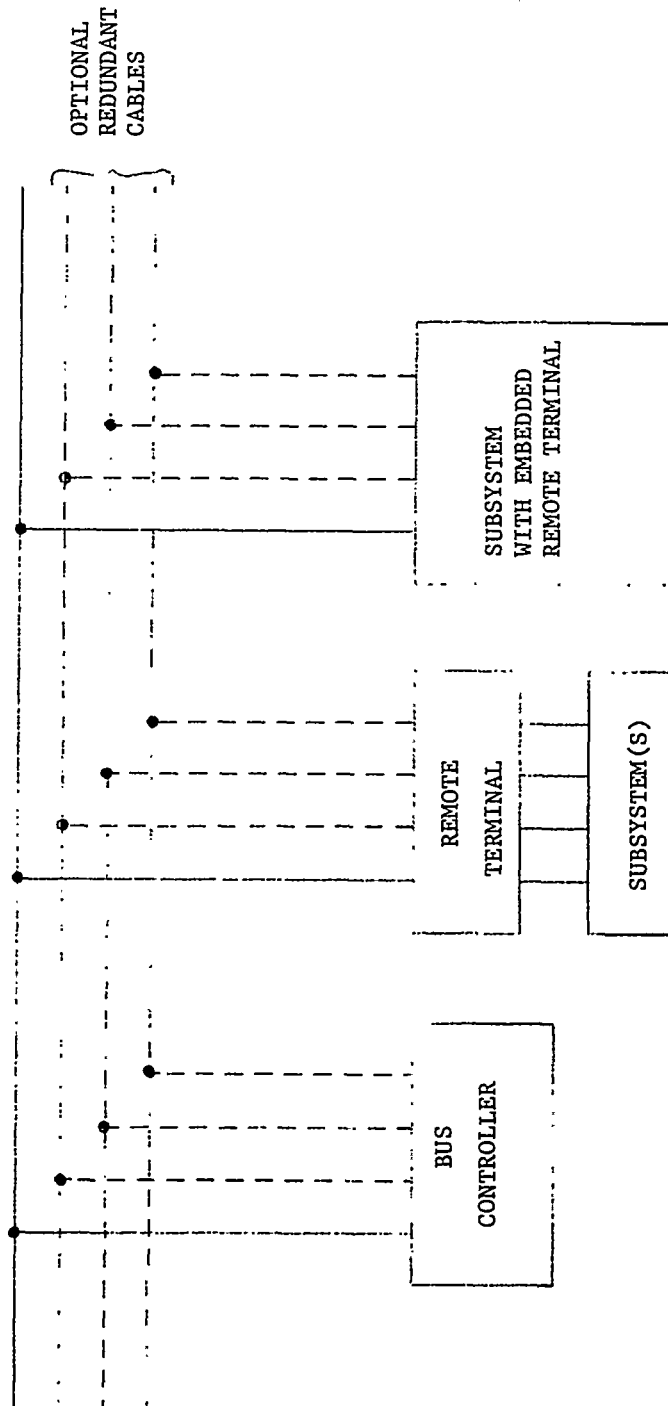 OPTIONAL
REDUNDANT
CABLES
BUS
CONTROLLER
REMOTE
TERMINAL
SUBSYSTEM(S)
SUBSYSTEM
WITH EMBEDDED
REMOTE TERMINAL